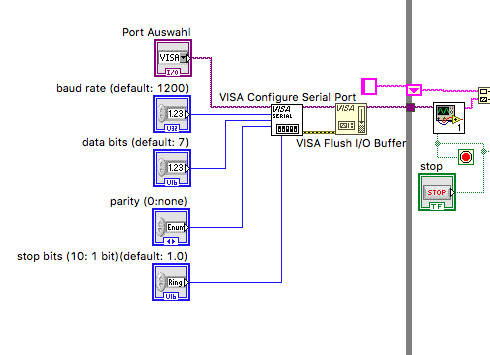 Port Auswahl
VISA
I/O
baud rate (default: 1200)
1.23
U32
VISA Configure Serial Port
VISA
SERIAL
VISA
1
data bits (default: 7)
1.23
U16
VISA Flush I/O Buffer
stop
STOP
TF
parity (0:none)
Enum
stop bits (10: 1 bit)(default: 1.0)
Ring
U16